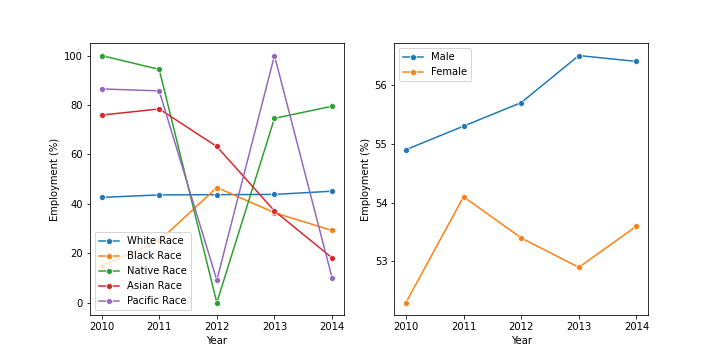 Employment (%)
100
80
60
40
20
0
White Race
Black Race
Native Race
Asian Race
Pacific Race
2010 2011 2012 2013 2014
Year
Employment (%)
56
55
54
53
Male
Female
2010 2011 2012 2013 2014
Year